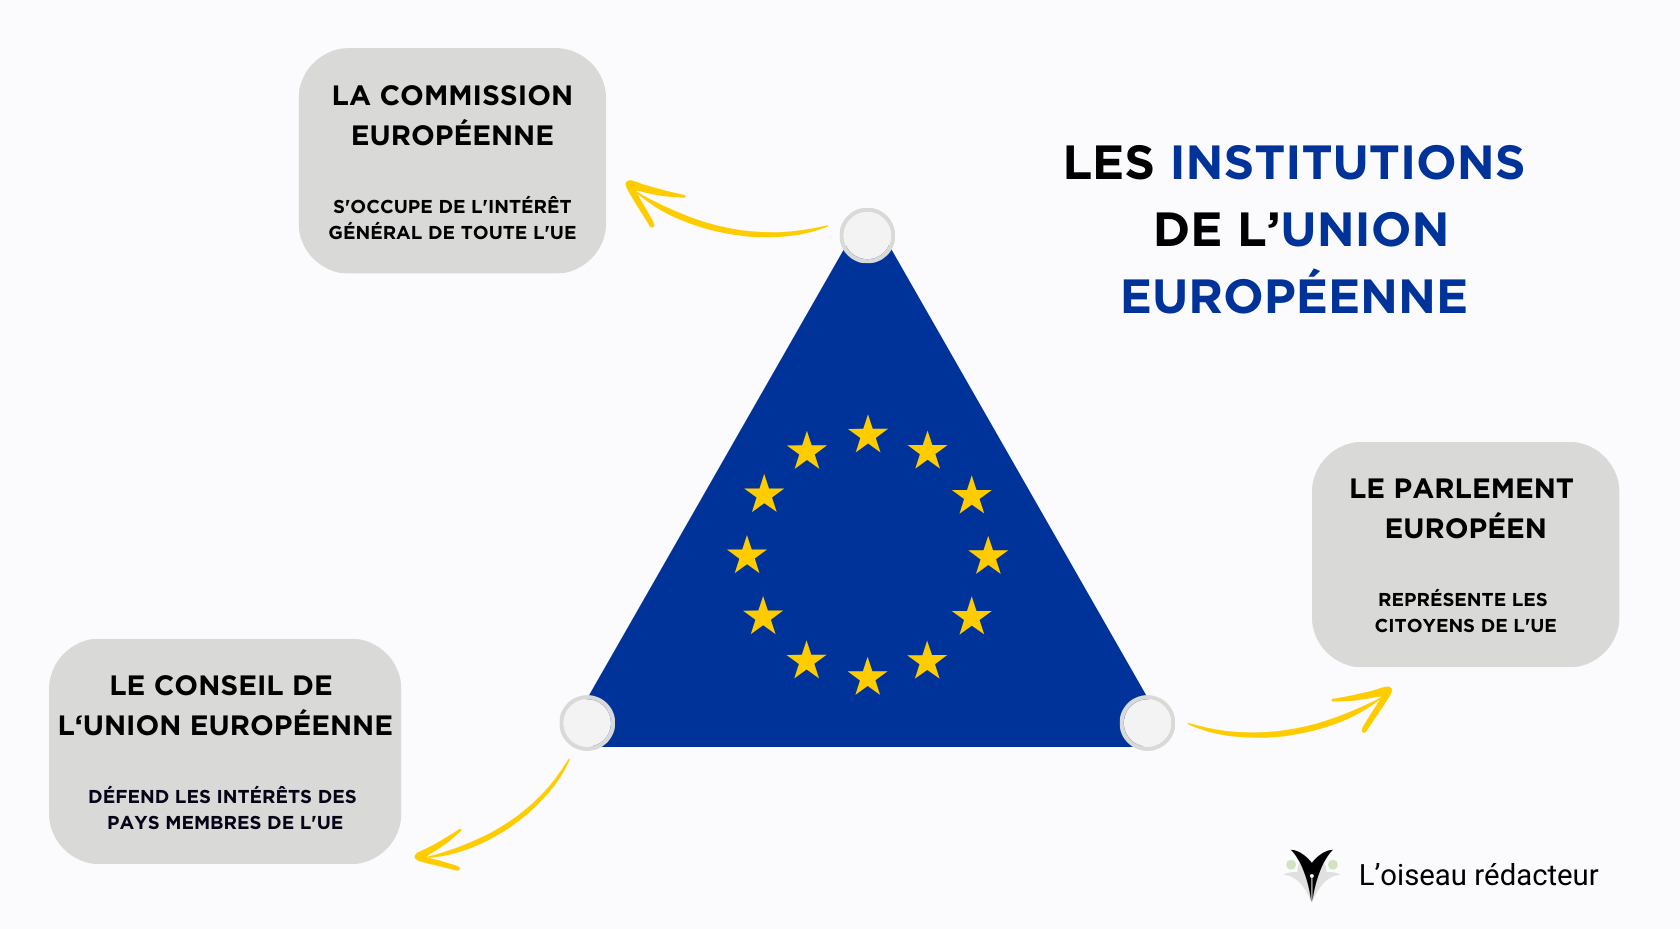 LA COMMISSION
EUROPÉENNE
S'OCCUPE DE L'INTÉRÊT
GÉNÉRAL DE TOUTE L'UE
LES INSTITUTIONS
DE L’UNION
EUROPÉENNE
LE PARLEMENT
EUROPÉEN
REPRÉSENTE LES
CITOYENS DE L'UE
LE CONSEIL DE
L‘UNION EUROPÉENNE
DÉFEND LES INTÉRÊTS DES
PAYS MEMBRES DE L'UE
L’oiseau rédacteur